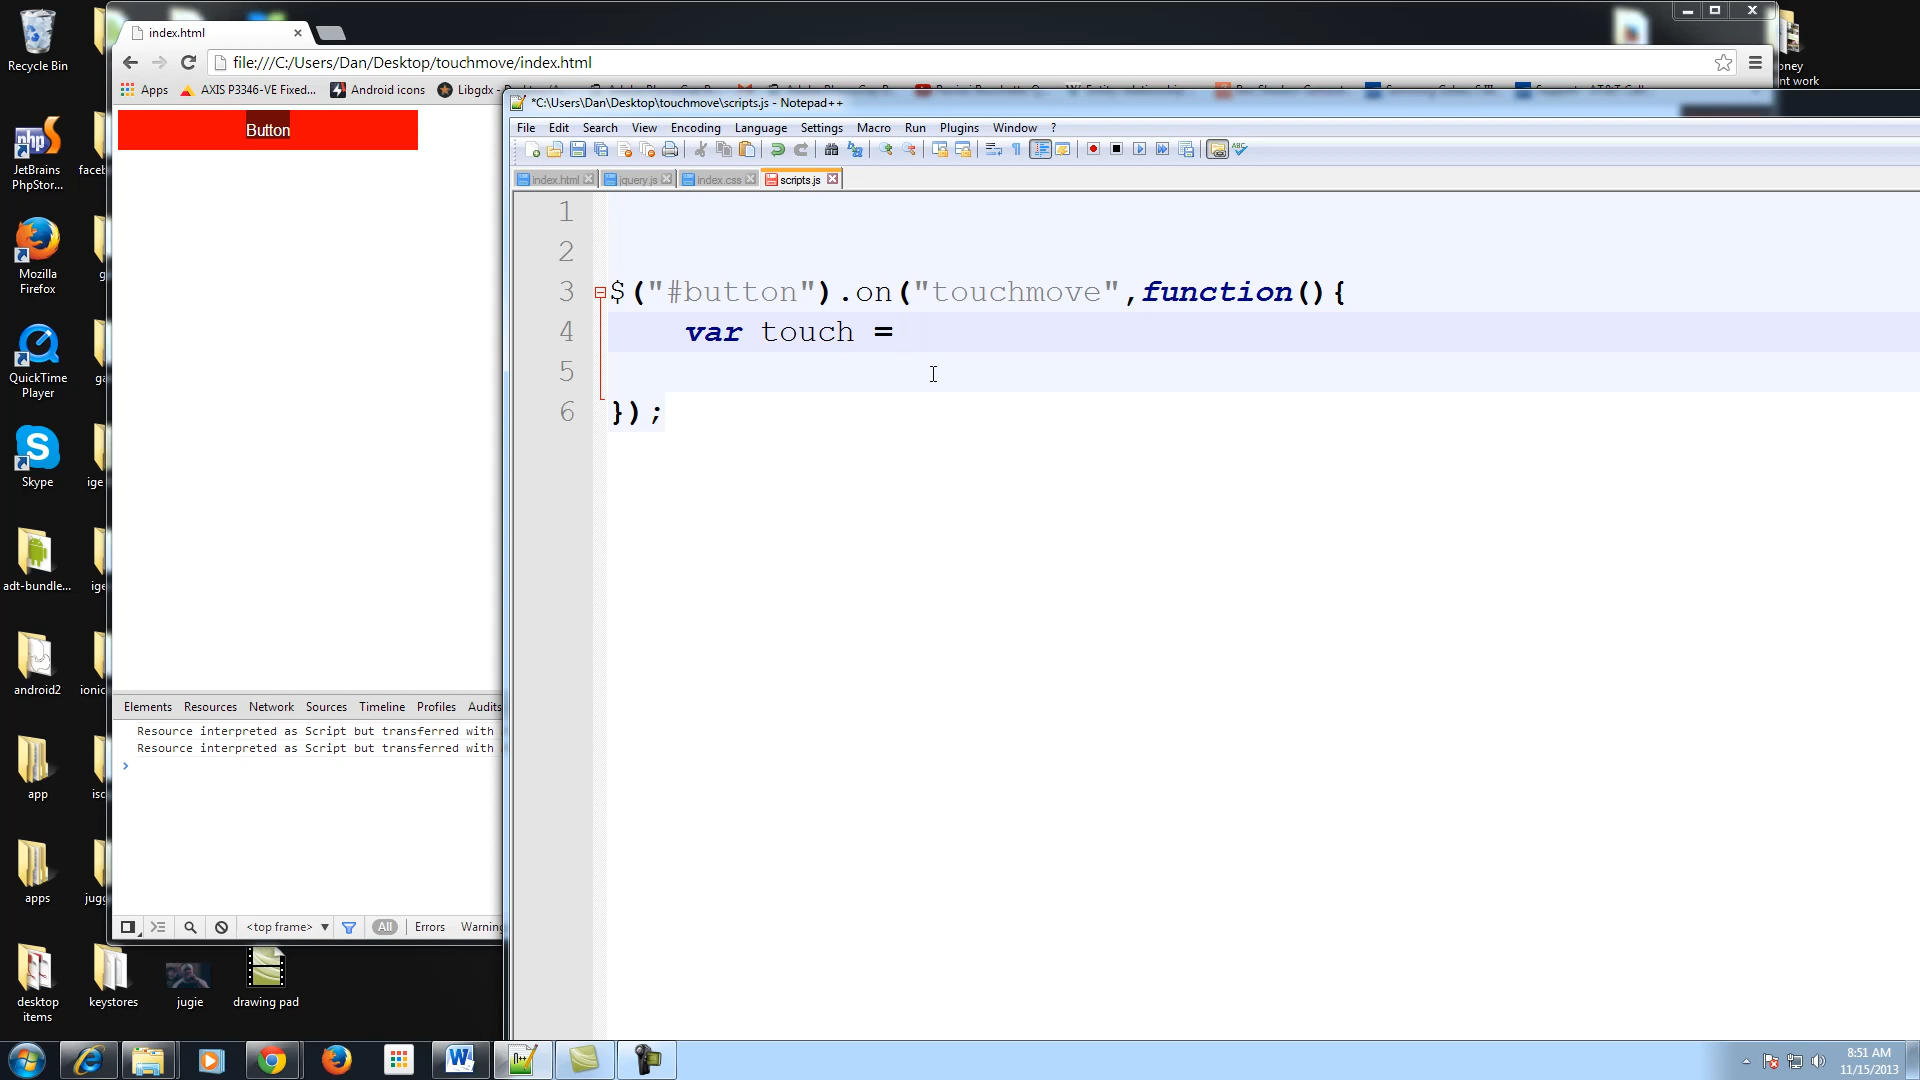 Recycle Bin
JetBrains
PhpStor...
Mozilla
Firefox
QuickTime
Player
Skype
adt-bundle...
android2
app
apps
desktop
items
keystores
jugie
drawing pad
index.html
file:///C:/Users/Dan/Desktop/touchmove/index.html
Apps
AXIS P3346-VE Fixed...
Android icons
Libgdx -
Button
Elements Resources Network Sources Timeline Profiles Audits
Resource interpreted as Script but transferred with
Resource interpreted as Script but transferred with
>
<top frame>
All
Errors
Warning
*C:\Users\Dan\Desktop\touchmove\scripts.js - Notepad++
File Edit Search View Encoding Language Settings Macro Run Plugins Window ?
index.html
jquery.js
index.css
scripts.js
1
2
3 $("#button").on("touchmove",function(){
4 var touch =
5
6 });
8:51 AM
11/15/2013